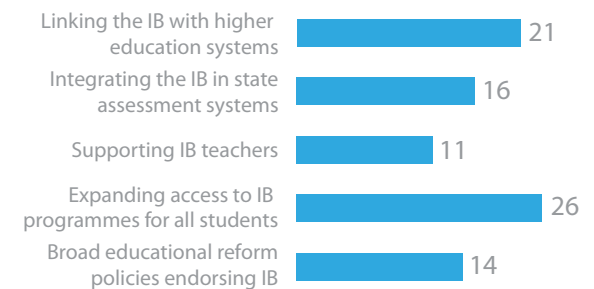 Linking the IB with higher
education systems
21
Integrating the IB in state
assessment systems
16
Supporting IB teachers
11
Expanding access to IB
programmes for all students
26
Broad educational reform
policies endorsing IB
14